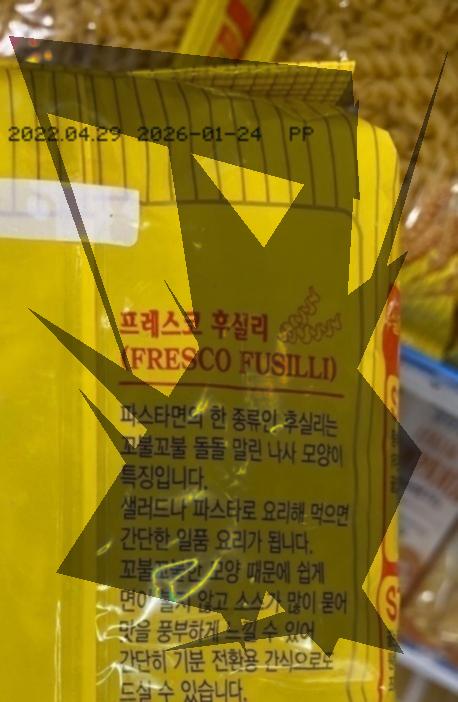 2022.04.29 2026-01-24 PP
프레스코 후실리
(FRESCO FUSILLI)
파스타면의 한 종류인 후실리는
꼬불꼬불 돌돌 말린 나사 모양이
특징입니다.
샐러드나 파스타로 요리해 먹으면
간단한 일품 요리가 됩니다.
모양 때문에 쉽게
않고 소스가 많이 묻어
맛을 풍부하게 느낄 수 있어
간단히 기분 전환용 간식으로도
드실 수 있습니다.